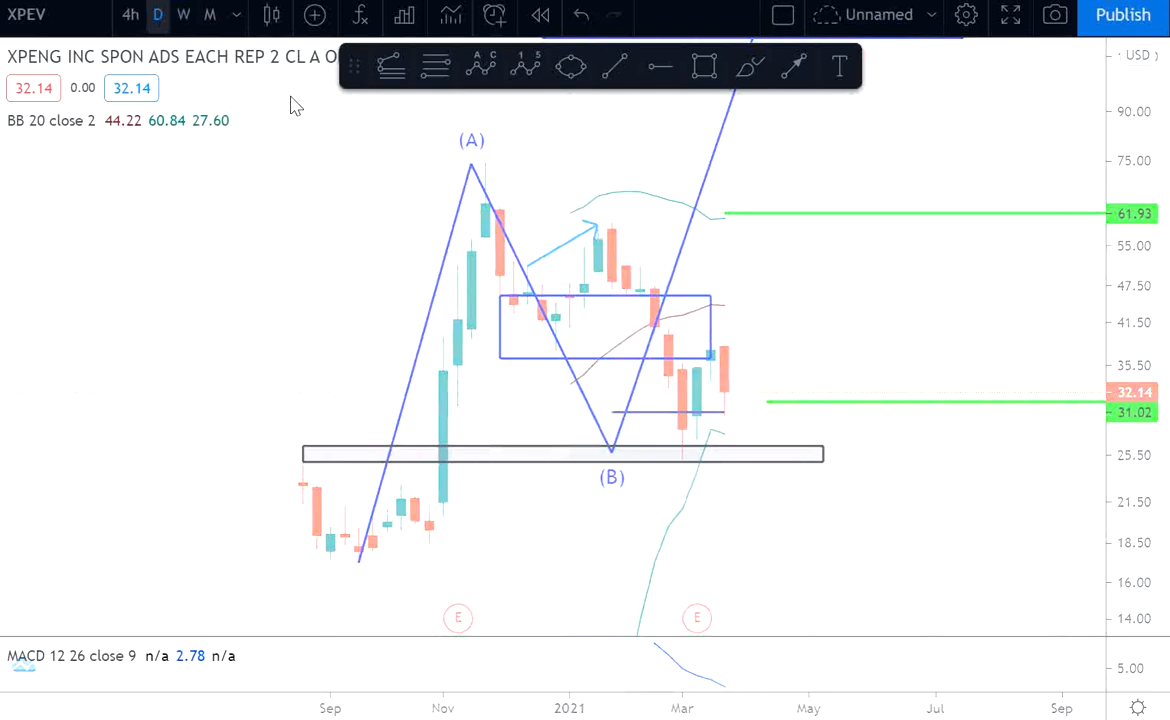 XPEV 4h D W M Unnamed Publish
XPENG INC SPON ADS EACH REP 2 CL A O
A C 1 5 T
USD
32.14 0.00 32.14
BB 20 close 2 44.22 60.84 27.60
90.00
(A)
75.00
61.93
55.00
47.50
41.50
35.50
32.14
31.02
25.50
(B)
21.50
18.50
16.00
E E
14.00
MACD 12 26 close 9 n/a 2.78 n/a
5.00
Sep Nov 2021 Mar May Jul Sep